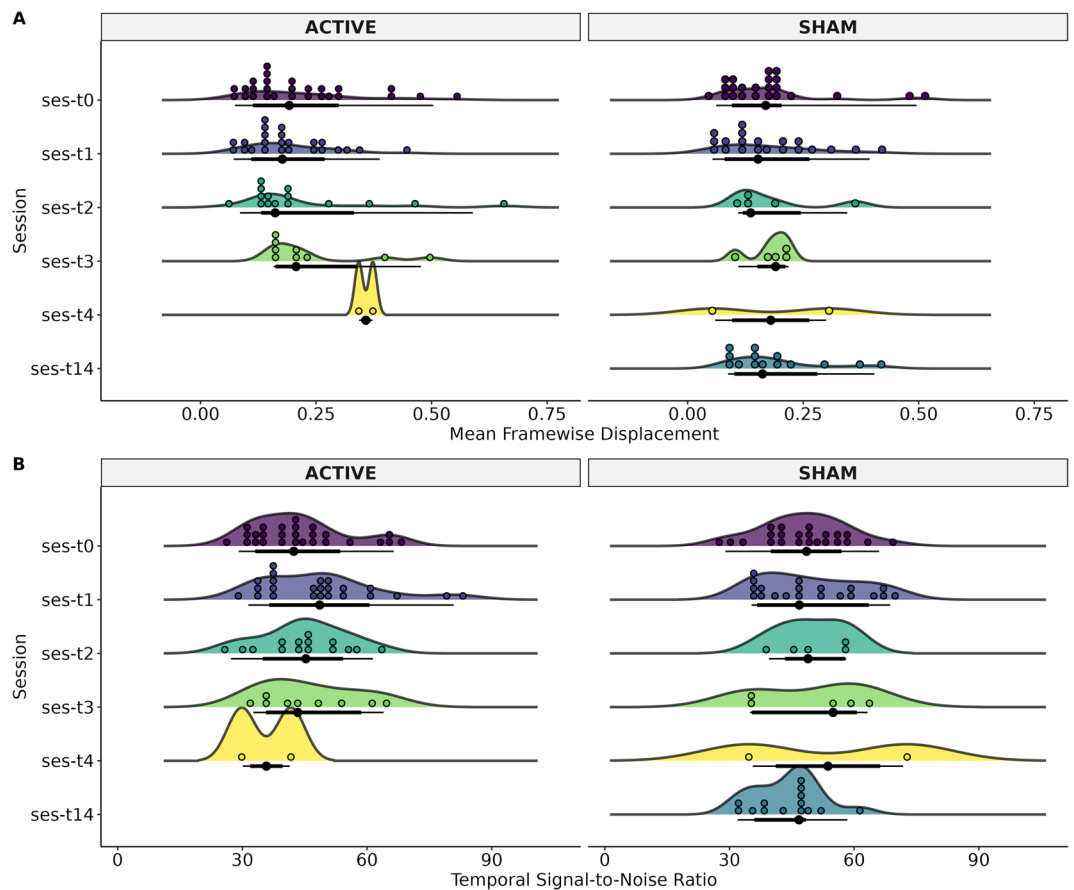 A
ACTIVE SHAM
ses-t0
ses-t1
ses-t2
ses-t3
ses-t4
ses-t14
Session
0.00 0.25 0.50 0.75 0.00 0.25 0.50 0.75
Mean Framewise Displacement
B
ACTIVE SHAM
ses-t0
ses-t1
ses-t2
ses-t3
ses-t4
ses-t14
Session
0 30 60 90 0 30 60 90
Temporal Signal-to-Noise Ratio